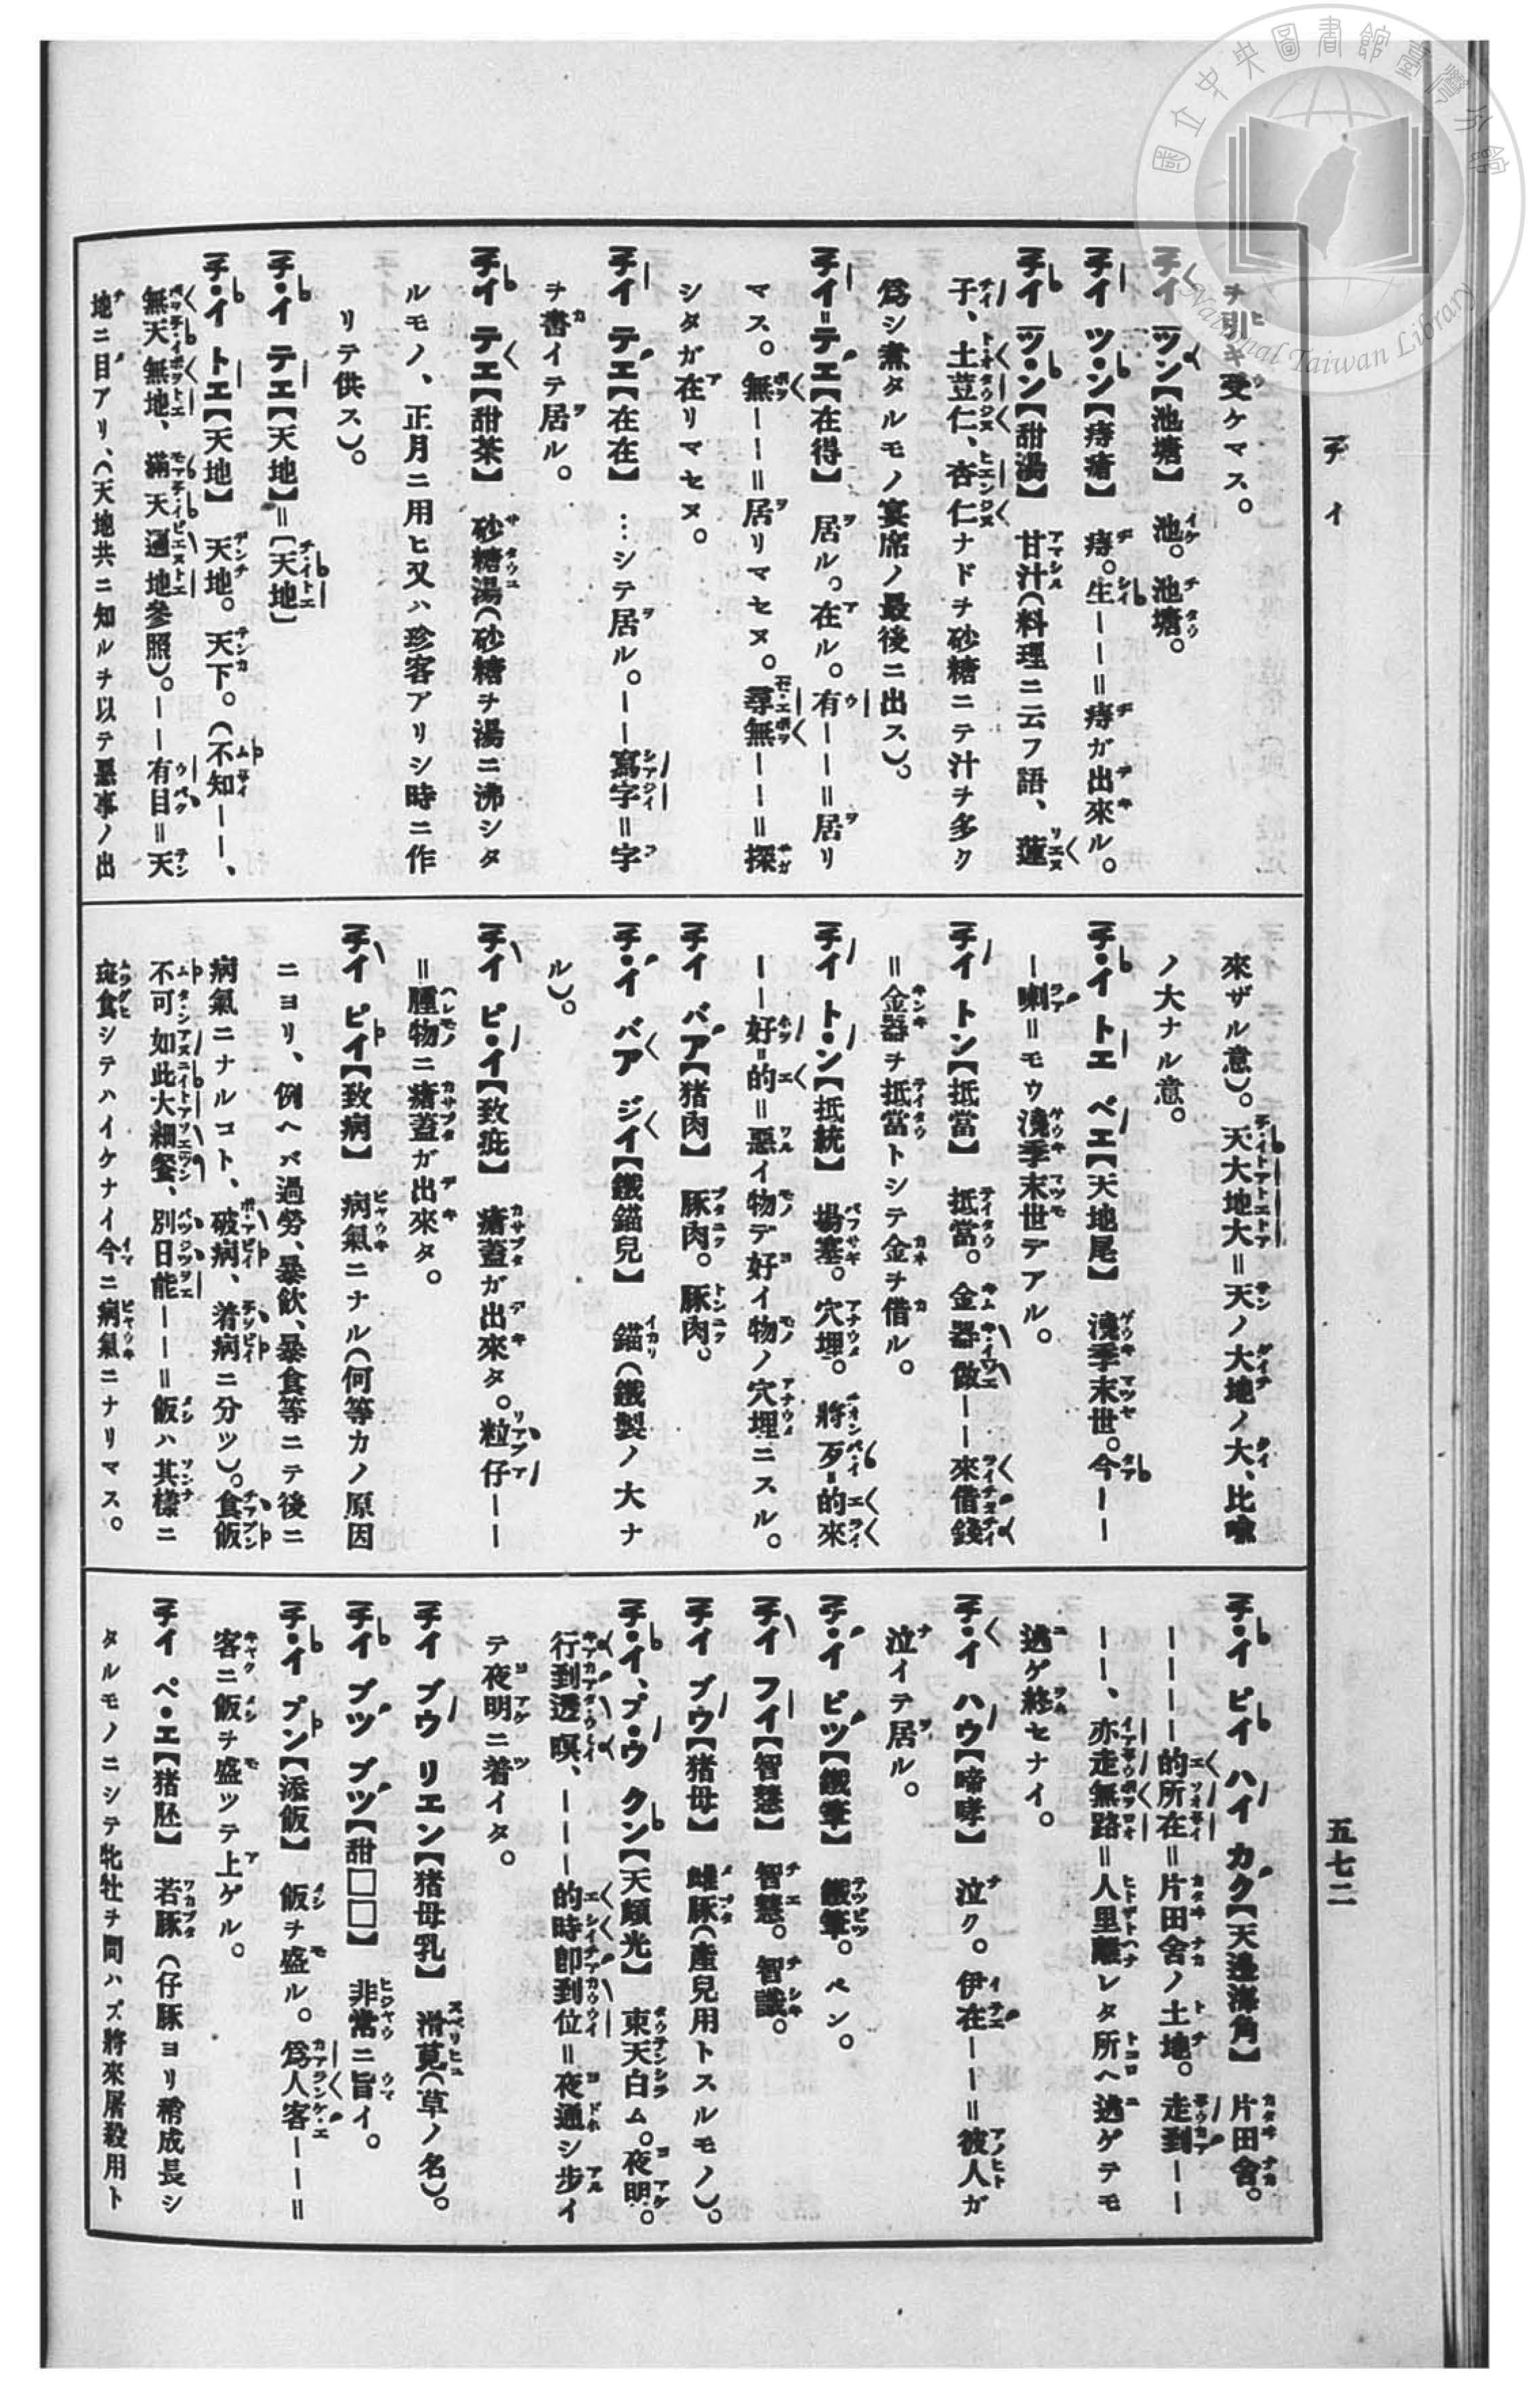 國立中央圖書館臺灣分館
National Taiwan Library
チイ
五七二
ヲ引キ受ケマス。
チイ ツン【池塘】 池。池塘。
チイ ツ・ン【痔瘡】 痔。生ーー=痔ガ出來ル。
チイ ツ・ン【甜湯】 甘汁(料理ニ云フ語、蓮
子、土荳仁、杏仁ナドヲ砂糖ニテ汁ヲ多ク
爲シ煮タルモノ宴席ノ最後ニ出ス)。
チイ=テエ【在得】 居ル。在ル。有ーー=居リ
マス。無ーー=居リマセヌ。尋無ーー=探
シタガ在リマセヌ。
チイ テエ【在在】 …シテ居ル。ーー寫字=字
ヲ書イテ居ル。
チイ テエ【甜茶】 砂糖湯(砂糖ヲ湯ニ沸シタ
ルモノ、正月ニ用ヒ又ハ珍客アリシ時ニ作
リテ供ス)。
チ・イ テエ【天地】=〔天地〕
チ・イ トエ【天地】 天地。天下。(不知ーー、
無天無地、滿天通地參照)。ーー有目=天
地ニ目アリ、(天地共ニ知ルヲ以テ惡事ノ出
來ザル意)。天大地大=天ノ大地ノ大、比喩
ノ大ナル意。
チ・イ トエ ベエ【天地尾】 澆季末世。今ーー
ー喇=モウ澆季末世デアル。
チイ トン【抵當】 抵當。金器做ーー來借錢
=金器ヲ抵當トシテ金ヲ借ル。
チイ ト・ン【抵統】 場塞。穴埋。將歹=的來
ーー好=的=惡イ物デ好イ物ノ穴埋ニスル。
チイ バア【猪肉】 豚肉。豚肉。
チ・イ バア ジイ【鐵錨兒】 錨(鐵製ノ大ナ
ル)。
チイ ピ・イ【致疕】 瘡蓋ガ出來タ。粒仔ーー
=腫物ニ瘡蓋ガ出來タ。
チイ ピイ【致病】 病氣ニナル(何等カノ原因
ニヨリ、例ヘバ過勞、暴飮、暴食等ニテ後ニ
病氣ニナルコト、破病、着病ニ分ツ)。食飯
不可如此大細餐、別日能ーー=飯ハ其樣ニ
斑食シテハイケナイ今ニ病氣ニナリマス。
チ・イ ピイ ハイ カク【天邊海角】 片田舍。
ーーーー的所在=片田舍ノ土地。走到ーー
ーー、亦走無路=人里離レタ所ヘ逃ゲテモ
逃ゲ終セナイ。
チ・イ ハウ【啼哮】 泣ク。伊在ーー=彼人ガ
泣イテ居ル。
チ・イ ピツ【鐵筆】 鐵筆。ペン。
チイ フイ【智慧】 智慧。智識。
チイ ブウ【猪母】 雌豚(產兒用トスルモノ)。
チ・イ、プ・ウ クン【天頗光】 東天白ム。夜明。
行到透暝、ーーー的時卽到位=夜通シ步イ
テ夜明ニ着イタ。
チイ ブウ リエン【猪母乳】 滑莧(草ノ名)。
チイ ブツ ブツ【甜□□】 非常ニ旨イ。
チ・イ プン【添飯】 飯ヲ盛ル。爲人客ーー=
客ニ飯ヲ盛ツテ上ゲル。
チイ ペ・エ【猪胚】 若豚(仔豚ヨリ稍成長シ
タルモノニシテ牝牡ヲ問ハズ將來屠殺用ト